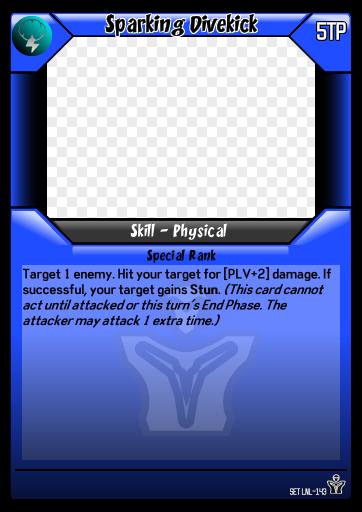 Sparking Divekick
5TP
Skill - Physical
Special Rank
Target 1 enemy. Hit your target for [PLV+2] damage. If
successful, your target gains Stun. (This card cannot
act until attacked or this turn's End Phase. The
attacker may attack 1 extra time.)
SET LNL-143